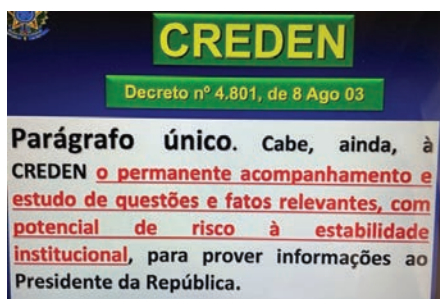 CREDEN
Decreto nº 4.801, de 8 Ago 03
Parágrafo único. Cabe, ainda, à
CREDEN o permanente acompanhamento e
estudo de questões e fatos relevantes, com
potencial de risco à estabilidade
institucional, para prover informações ao
Presidente da República.